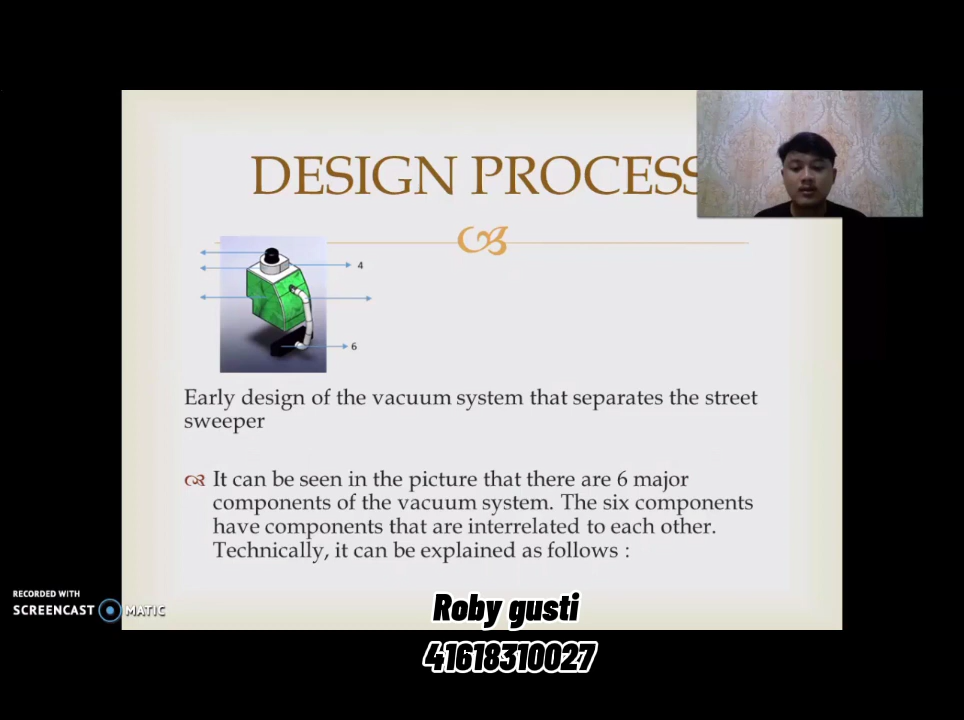 DESIGN PROCESS
4
6
Early design of the vacuum system that separates the street
sweeper
It can be seen in the picture that there are 6 major
components of the vacuum system. The six components
have components that are interrelated to each other.
Technically, it can be explained as follows :
RECORDED WITH
SCREENCAST MATIC
Roby gusti
41618310027